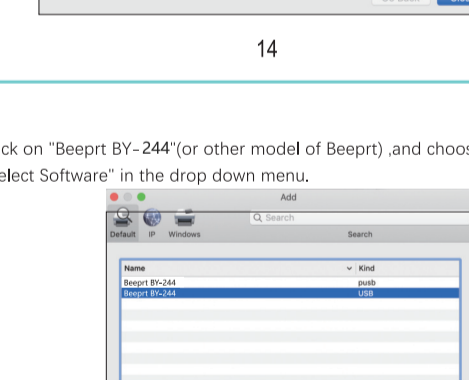 14
ck on "Beeprt BY-244"(or other model of Beeprt) ,and choos
elect Software" in the drop down menu.
Add
Search
Default IP Windows Search
Name Kind
Beeprt BY-244 pusb
Beeprt BY-244 USB